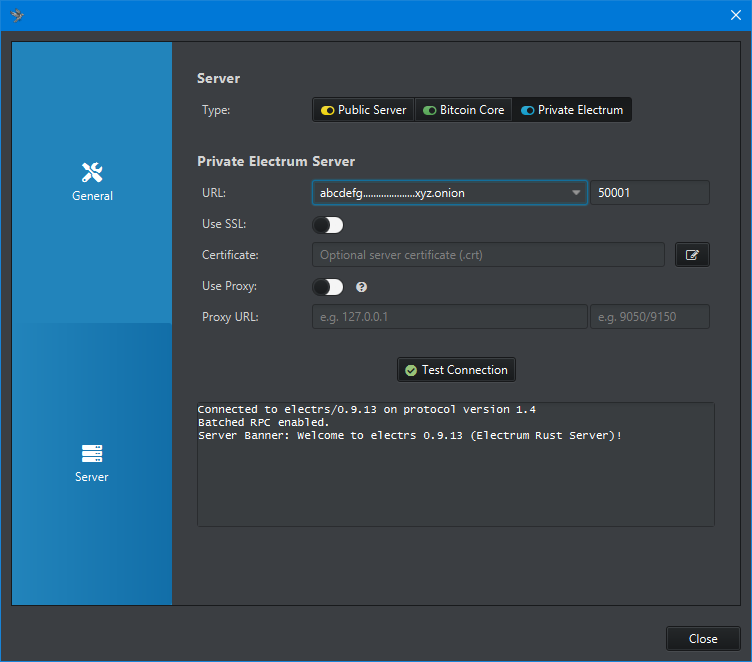 Server
Type: Public Server Bitcoin Core Private Electrum
Private Electrum Server
URL: abcdefg....................xyz.onion 50001
Use SSL:
Certificate: Optional server certificate (.crt)
Use Proxy: ?
Proxy URL: e.g. 127.0.0.1 e.g. 9050/9150
Test Connection
Connected to electrs/0.9.13 on protocol version 1.4
Batched RPC enabled.
Server Banner: Welcome to electrs 0.9.13 (Electrum Rust Server)!
General
Server
Close